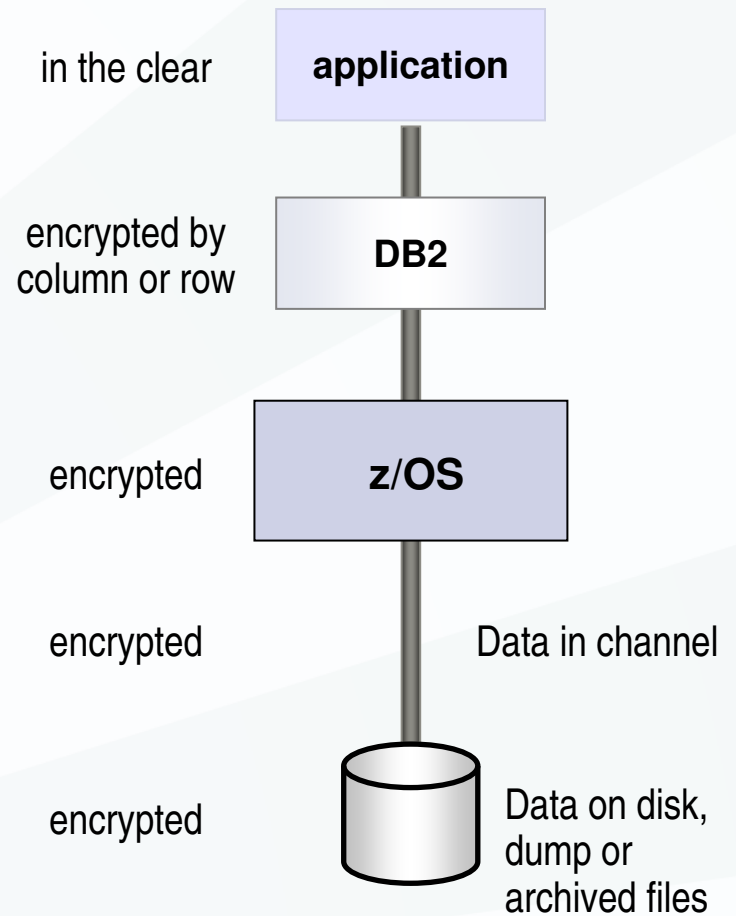 in the clear
application
encrypted by
column or row
DB2
encrypted
z/OS
encrypted
Data in channel
encrypted
Data on disk,
dump or
archived files